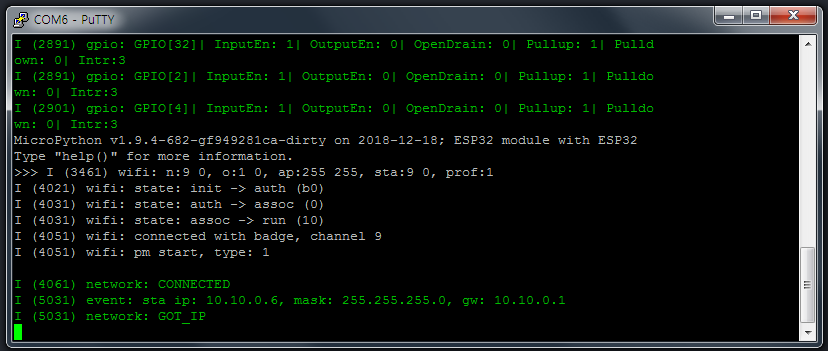 COM6 - PuTTY
I (2891) gpio: GPIO[32]| InputEn: 1| OutputEn: 0| OpenDrain: 0| Pullup: 1| Pulld
own: 0| Intr:3
I (2891) gpio: GPIO[2]| InputEn: 1| OutputEn: 0| OpenDrain: 0| Pullup: 1| Pulldo
wn: 0| Intr:3
I (2901) gpio: GPIO[4]| InputEn: 1| OutputEn: 0| OpenDrain: 0| Pullup: 1| Pulldo
wn: 0| Intr:3
MicroPython v1.9.4-682-gf949281ca-dirty on 2018-12-18; ESP32 module with ESP32
Type "help()" for more information.
>>> I (3461) wifi: n:9 0, o:1 0, ap:255 255, sta:9 0, prof:1
I (4021) wifi: state: init -> auth (b0)
I (4031) wifi: state: auth -> assoc (0)
I (4031) wifi: state: assoc -> run (10)
I (4051) wifi: connected with badge, channel 9
I (4051) wifi: pm start, type: 1
I (4061) network: CONNECTED
I (5031) event: sta ip: 10.10.0.6, mask: 255.255.255.0, gw: 10.10.0.1
I (5031) network: GOT_IP